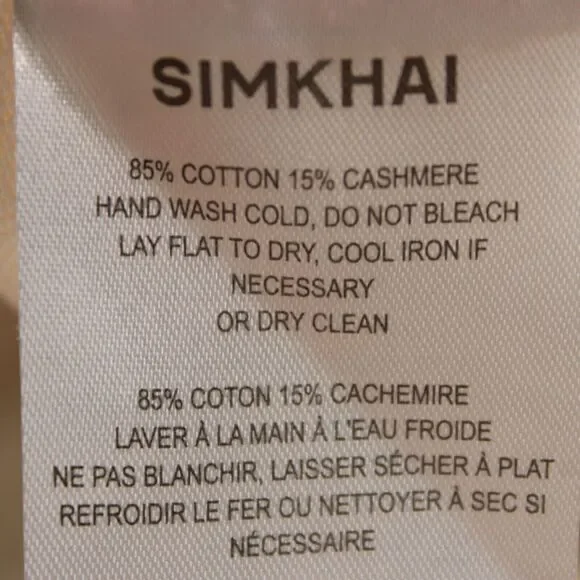 SIMKHAI
85% COTTON 15% CASHMERE
HAND WASH COLD, DO NOT BLEACH
LAY FLAT TO DRY, COOL IRON IF
NECESSARY
OR DRY CLEAN
85% COTON 15% CACHEMIRE
LAVER À LA MAIN À L'EAU FROIDE
NE PAS BLANCHIR, LAISSER SÉCHER À PLAT
REFROIDIR LE FER OU NETTOYER À SEC SI
NÉCESSAIRE